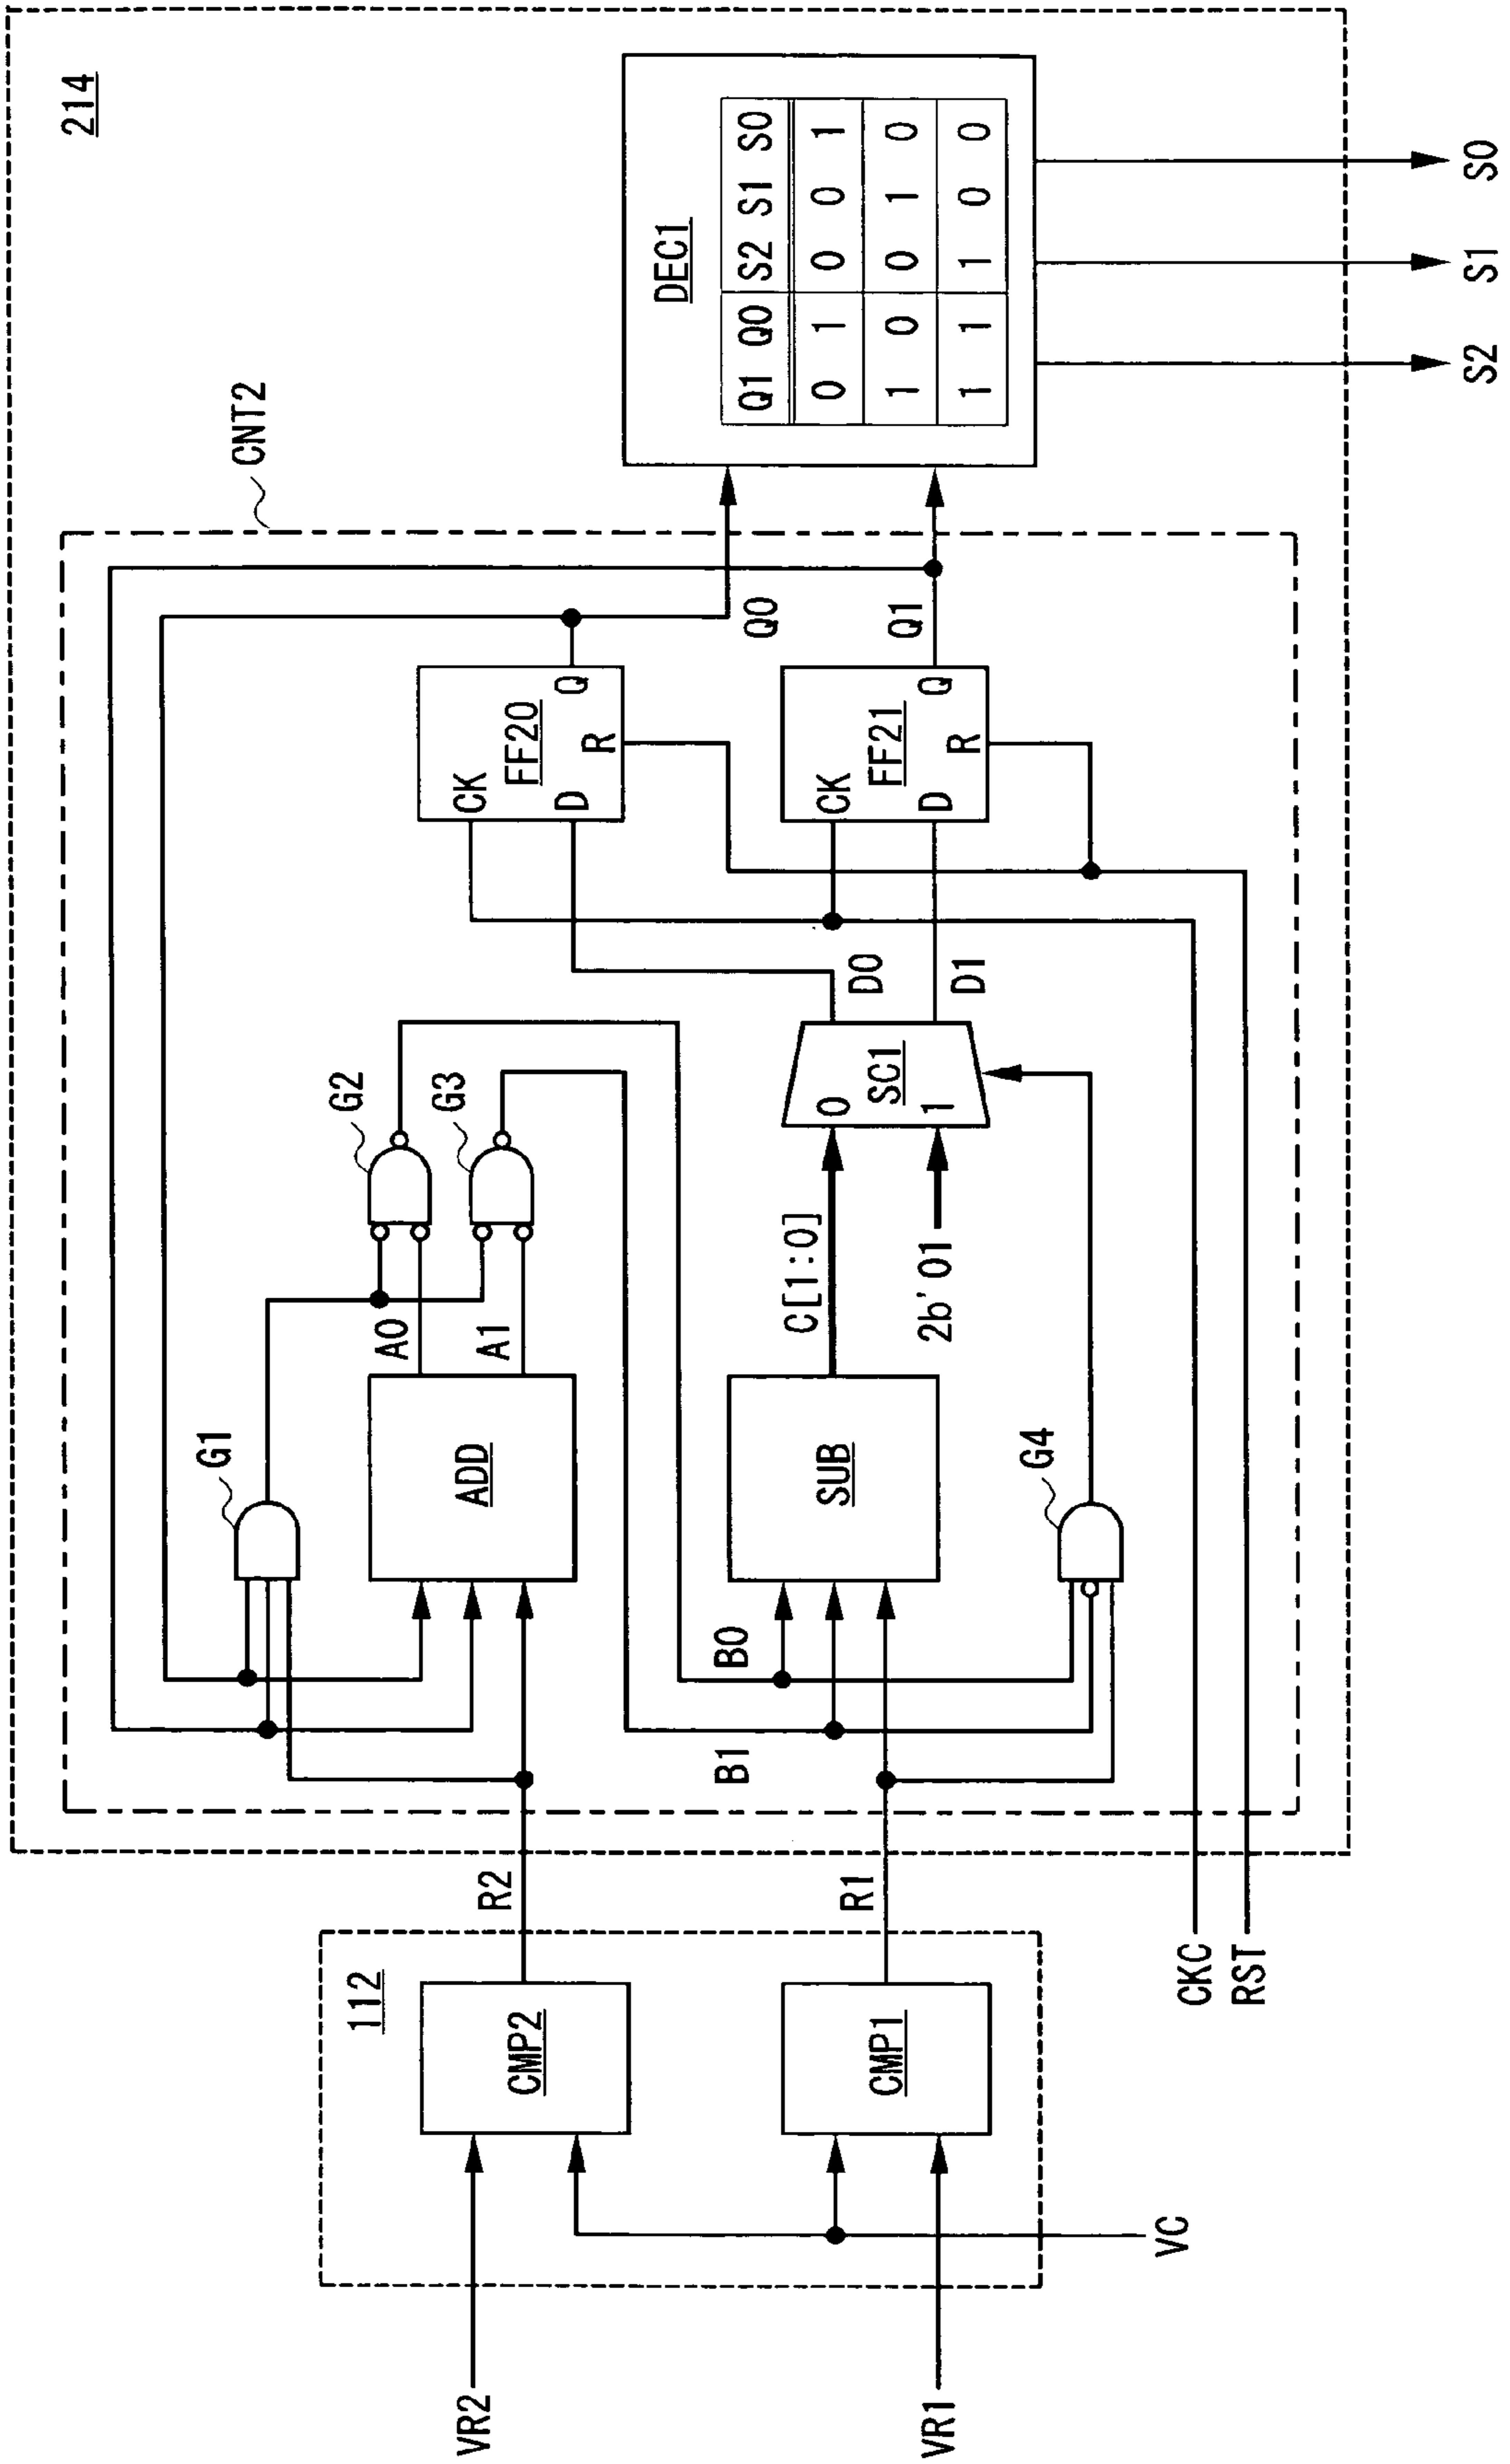 214
CNT2
DEC1
Q1 Q0 S2 S1 S0
0 1 0 0 1
1 0 0 1 0
1 1 1 0 0
S2
S1
S0
G1
ADD
A0
A1
G2
G3
CK
FF20
D
R
Q
Q0
112
VR2
CMP2
R2
B0
B1
SUB
C[1:0]
2b'01
0
1
SC1
D0
D1
CK
FF21
D
R
Q
Q1
VR1
CMP1
R1
G4
VC
CKC
RST